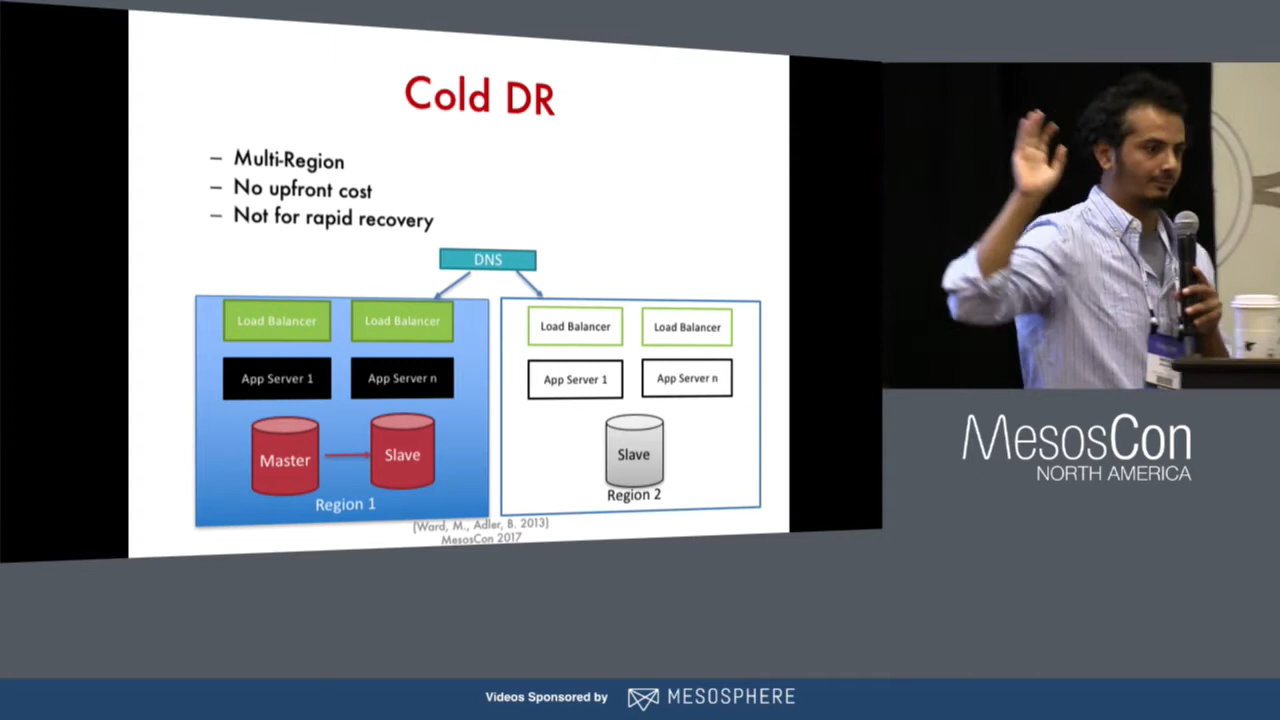 Cold DR
– Multi-Region
– No upfront cost
– Not for rapid recovery
DNS
Load Balancer
Load Balancer
App Server 1
App Server n
Master
Slave
Region 1
Load Balancer
Load Balancer
App Server 1
App Server n
Slave
Region 2
(Ward, M., Adler, B. 2013)
MesosCon 2017
MesosCon
NORTH AMERICA
Videos Sponsored by
MESOSPHERE